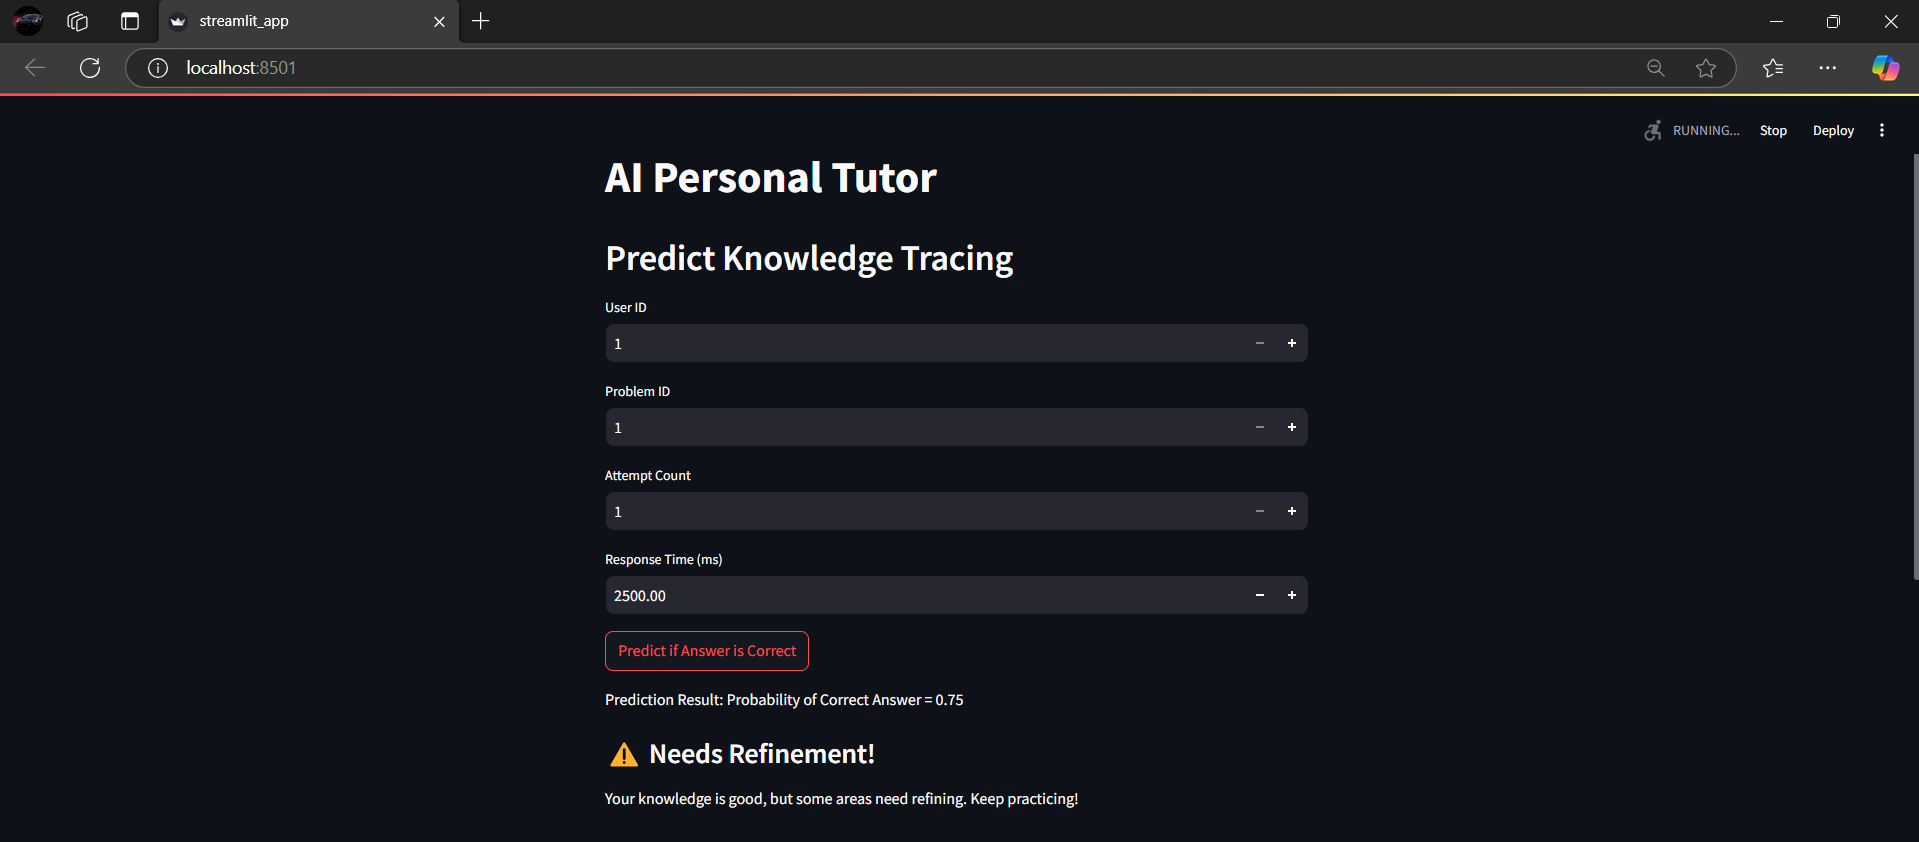 streamlit_app
localhost:8501
RUNNING... Stop Deploy
AI Personal Tutor
Predict Knowledge Tracing
User ID
1
Problem ID
1
Attempt Count
1
Response Time (ms)
2500.00
Predict if Answer is Correct
Prediction Result: Probability of Correct Answer = 0.75
Needs Refinement!
Your knowledge is good, but some areas need refining. Keep practicing!